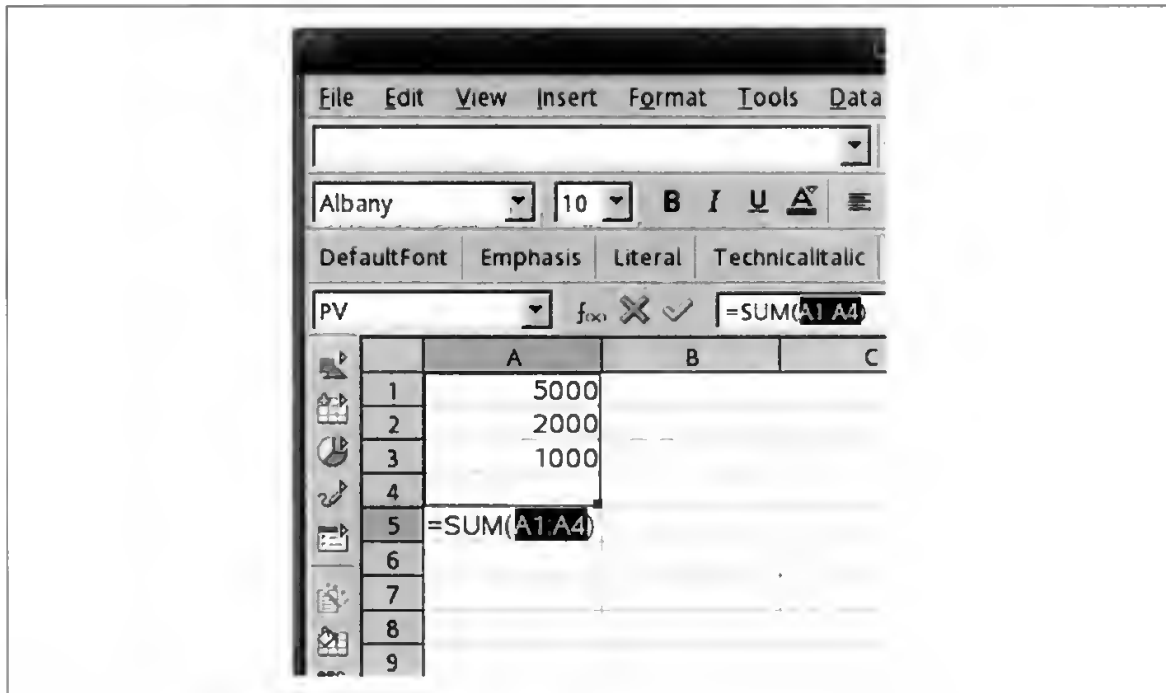 File Edit View Insert Format Tools Data
Albany 10 B I U A
DefaultFont Emphasis Literal TechnicalItalic
PV f(x) =SUM(A1:A4)
A B C
1 5000
2 2000
3 1000
4
5 =SUM(A1:A4)
6
7
8
9